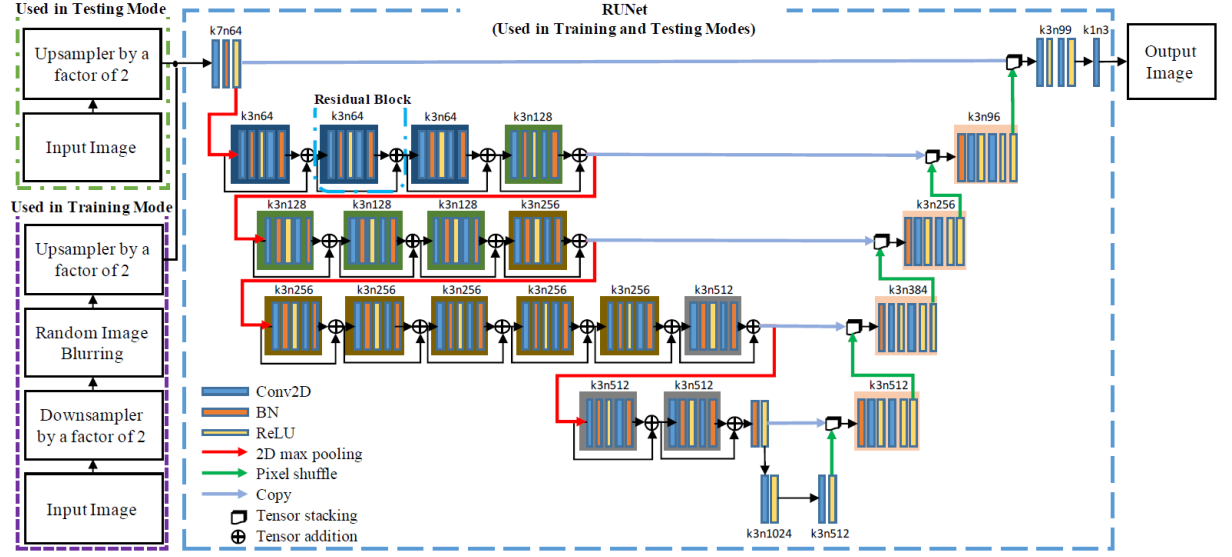 Used in Testing Mode
Upsampler by a
factor of 2
Input Image
Used in Training Mode
Upsampler by a
factor of 2
Random Image
Blurring
Downsampler
by a factor of 2
Input Image
RUNet
(Used in Training and Testing Modes)
k7n64
k3n99
k1n3
Output
Image
Residual Block
k3n64
k3n64
k3n64
k3n128
k3n96
k3n128
k3n128
k3n128
k3n256
k3n256
k3n256
k3n256
k3n256
k3n256
k3n256
k3n512
k3n384
k3n512
k3n512
k3n512
k3n1024
k3n512
Conv2D
BN
ReLU
2D max pooling
Pixel shuffle
Copy
Tensor stacking
Tensor addition